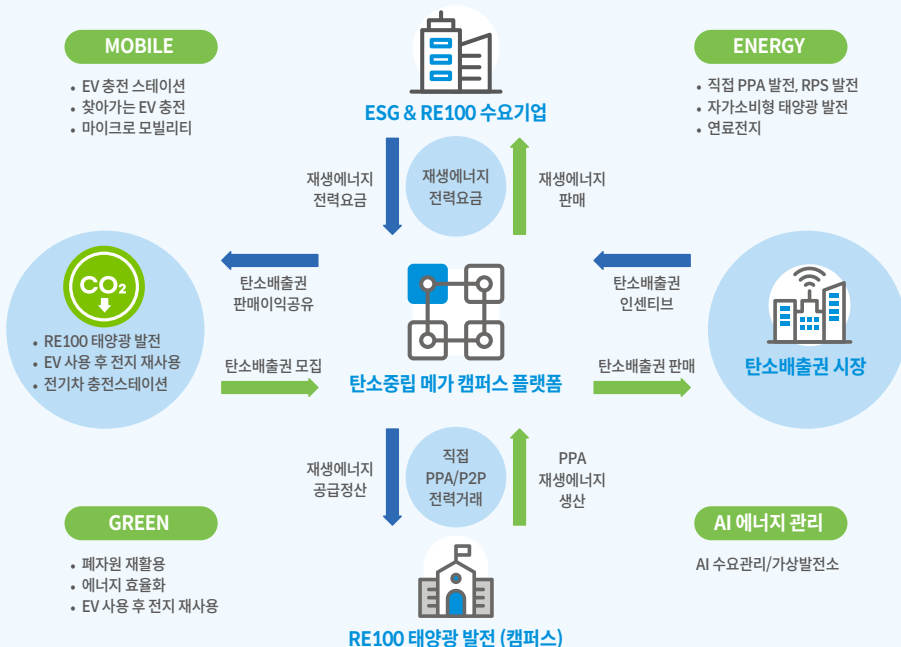 MOBILE
• EV 충전 스테이션
• 찾아가는 EV 충전
• 마이크로 모빌리티
ESG & RE100 수요기업
ENERGY
• 직접 PPA 발전, RPS 발전
• 자가소비형 태양광 발전
• 연료전지
재생에너지
전력요금
재생에너지
전력요금
재생에너지
판매
CO₂
• RE100 태양광 발전
• EV 사용 후 전지 재사용
• 전기차 충전스테이션
탄소배출권
판매이익공유
탄소배출권 모집
탄소중립 메가 캠퍼스 플랫폼
탄소배출권
인센티브
탄소배출권 판매
탄소배출권 시장
재생에너지
공급정산
직접
PPA/P2P
전력거래
PPA
재생에너지
생산
GREEN
• 폐자원 재활용
• 에너지 효율화
• EV 사용 후 전지 재사용
RE100 태양광 발전 (캠퍼스)
AI 에너지 관리
AI 수요관리/가상발전소